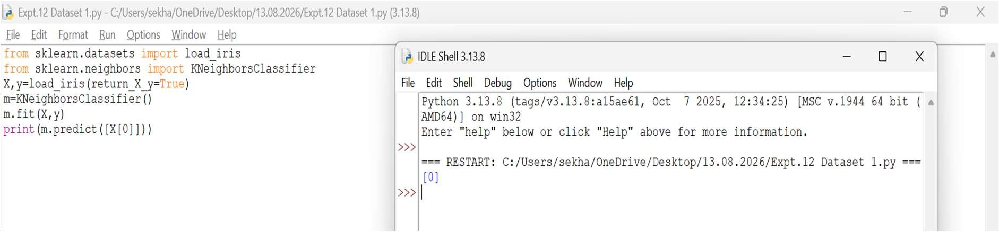 Expt.12 Dataset 1.py - C:/Users/sekha/OneDrive/Desktop/13.08.2026/Expt.12 Dataset 1.py (3.13.8)
File Edit Format Run Options Window Help
from sklearn.datasets import load_iris
from sklearn.neighbors import KNeighborsClassifier
X,y=load_iris(return_X_y=True)
m=KNeighborsClassifier()
m.fit(X,y)
print(m.predict([X[0]]))
IDLE Shell 3.13.8
File Edit Shell Debug Options Window Help
Python 3.13.8 (tags/v3.13.8:a15ae61, Oct  7 2025, 12:34:25) [MSC v.1944 64 bit (
AMD64)] on win32
Enter "help" below or click "Help" above for more information.
>>>
=== RESTART: C:/Users/sekha/OneDrive/Desktop/13.08.2026/Expt.12 Dataset 1.py ===
[0]
>>>